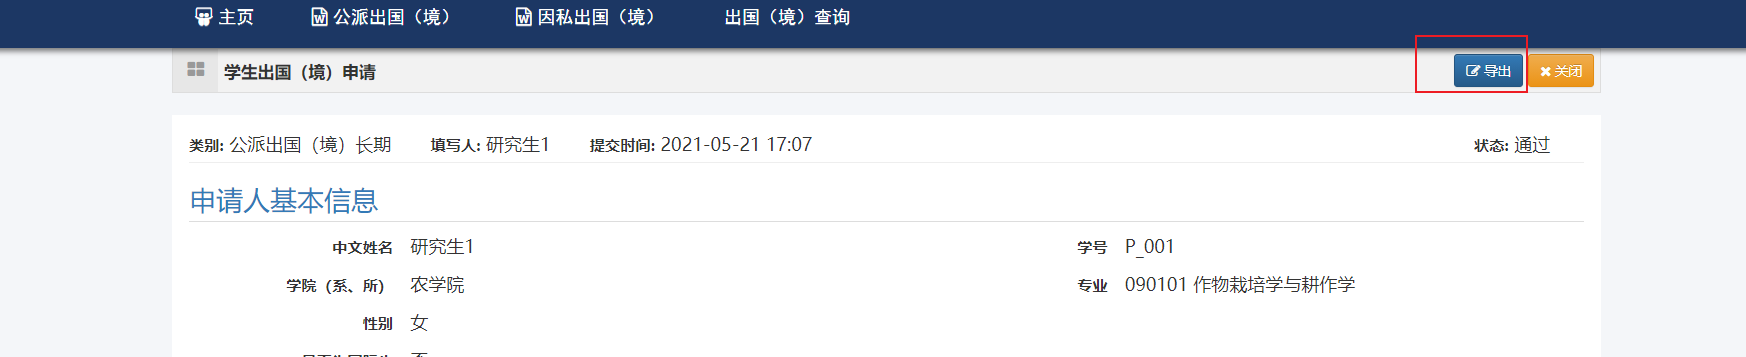 主页 公派出国（境） 因私出国（境） 出国（境）查询
学生出国（境）申请 导出 关闭
类别: 公派出国（境）长期 填写人: 研究生1 提交时间: 2021-05-21 17:07 状态: 通过
申请人基本信息
中文姓名 研究生1 学号 P_001
学院（系、所） 农学院 专业 090101 作物栽培学与耕作学
性别 女